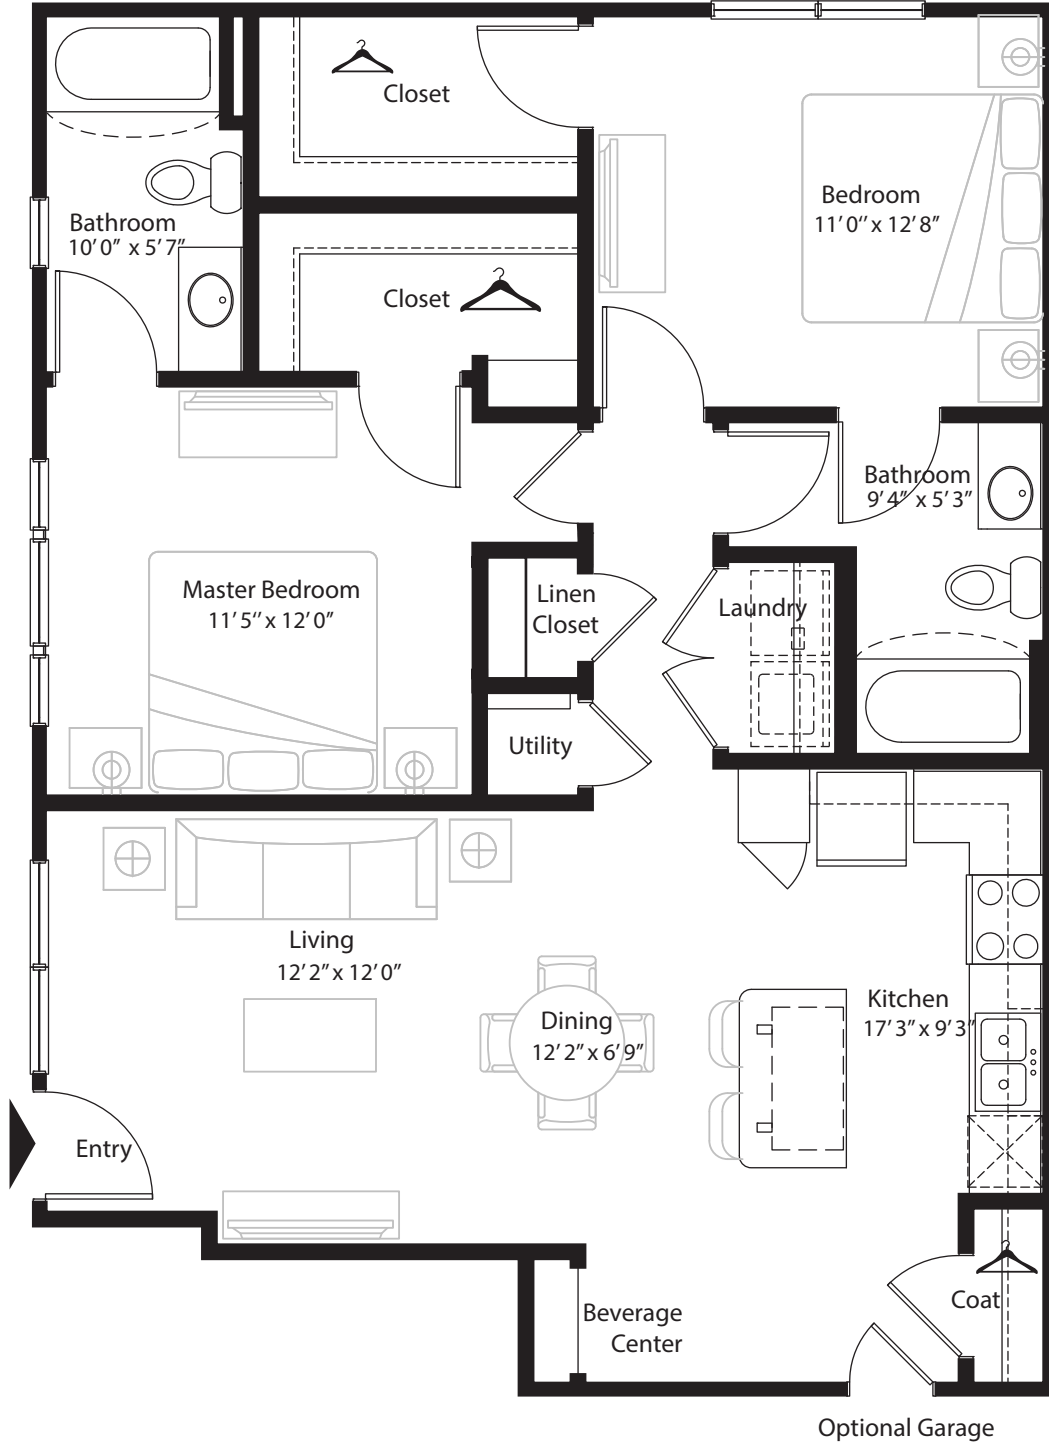 Closet
Bedroom
11'0'' x 12'8"
Bathroom
10'0" x 5'7"
Closet
Bathroom
9'4" x 5'3"
Master Bedroom
11'5'' x 12'0"
Linen
Closet
Laundry
Utility
Living
12'2" x 12'0"
Kitchen
17'3" x 9'3"
Dining
12'2" x 6'9"
Entry
Coat
Beverage
Center
Optional Garage